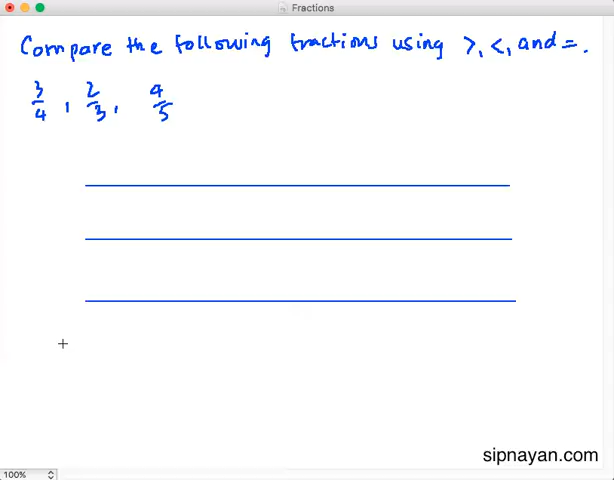 Fractions
Compare the following fractions using >, <, and =.
3/4, 2/3, 4/5
sipnayan.com
100%